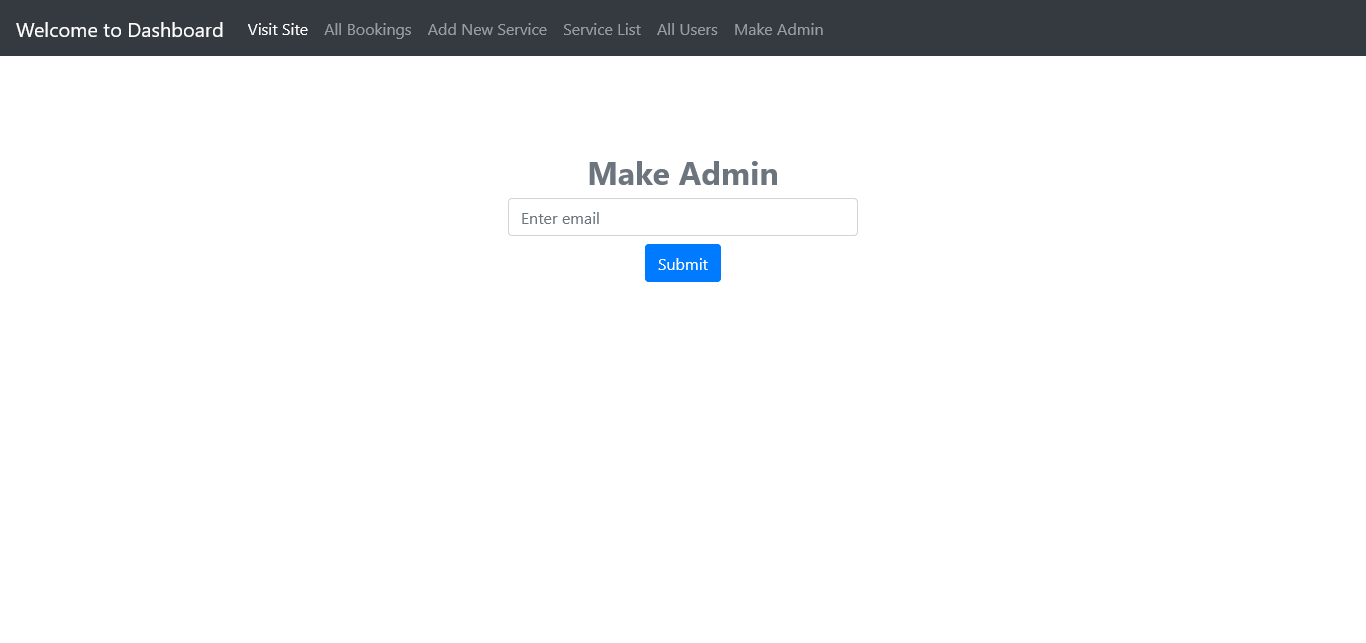 Welcome to Dashboard Visit Site All Bookings Add New Service Service List All Users Make Admin
Make Admin
Enter email
Submit